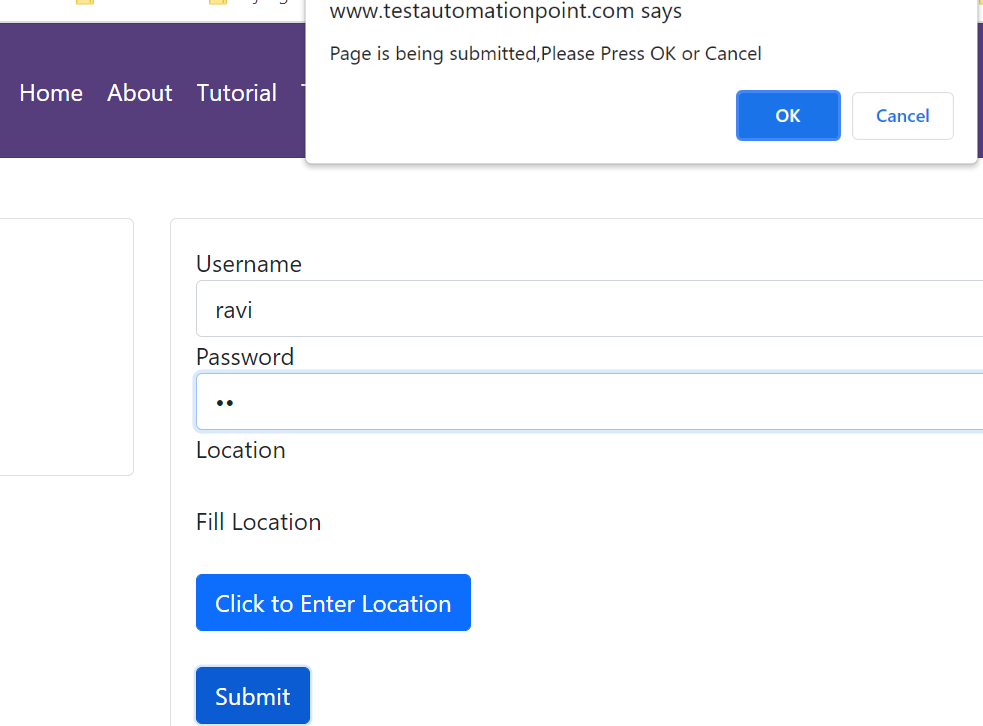 www.testautomationpoint.com says
Page is being submitted,Please Press OK or Cancel
OK Cancel
Home About Tutorial
Username
ravi
Password
••
Location
Fill Location
Click to Enter Location
Submit